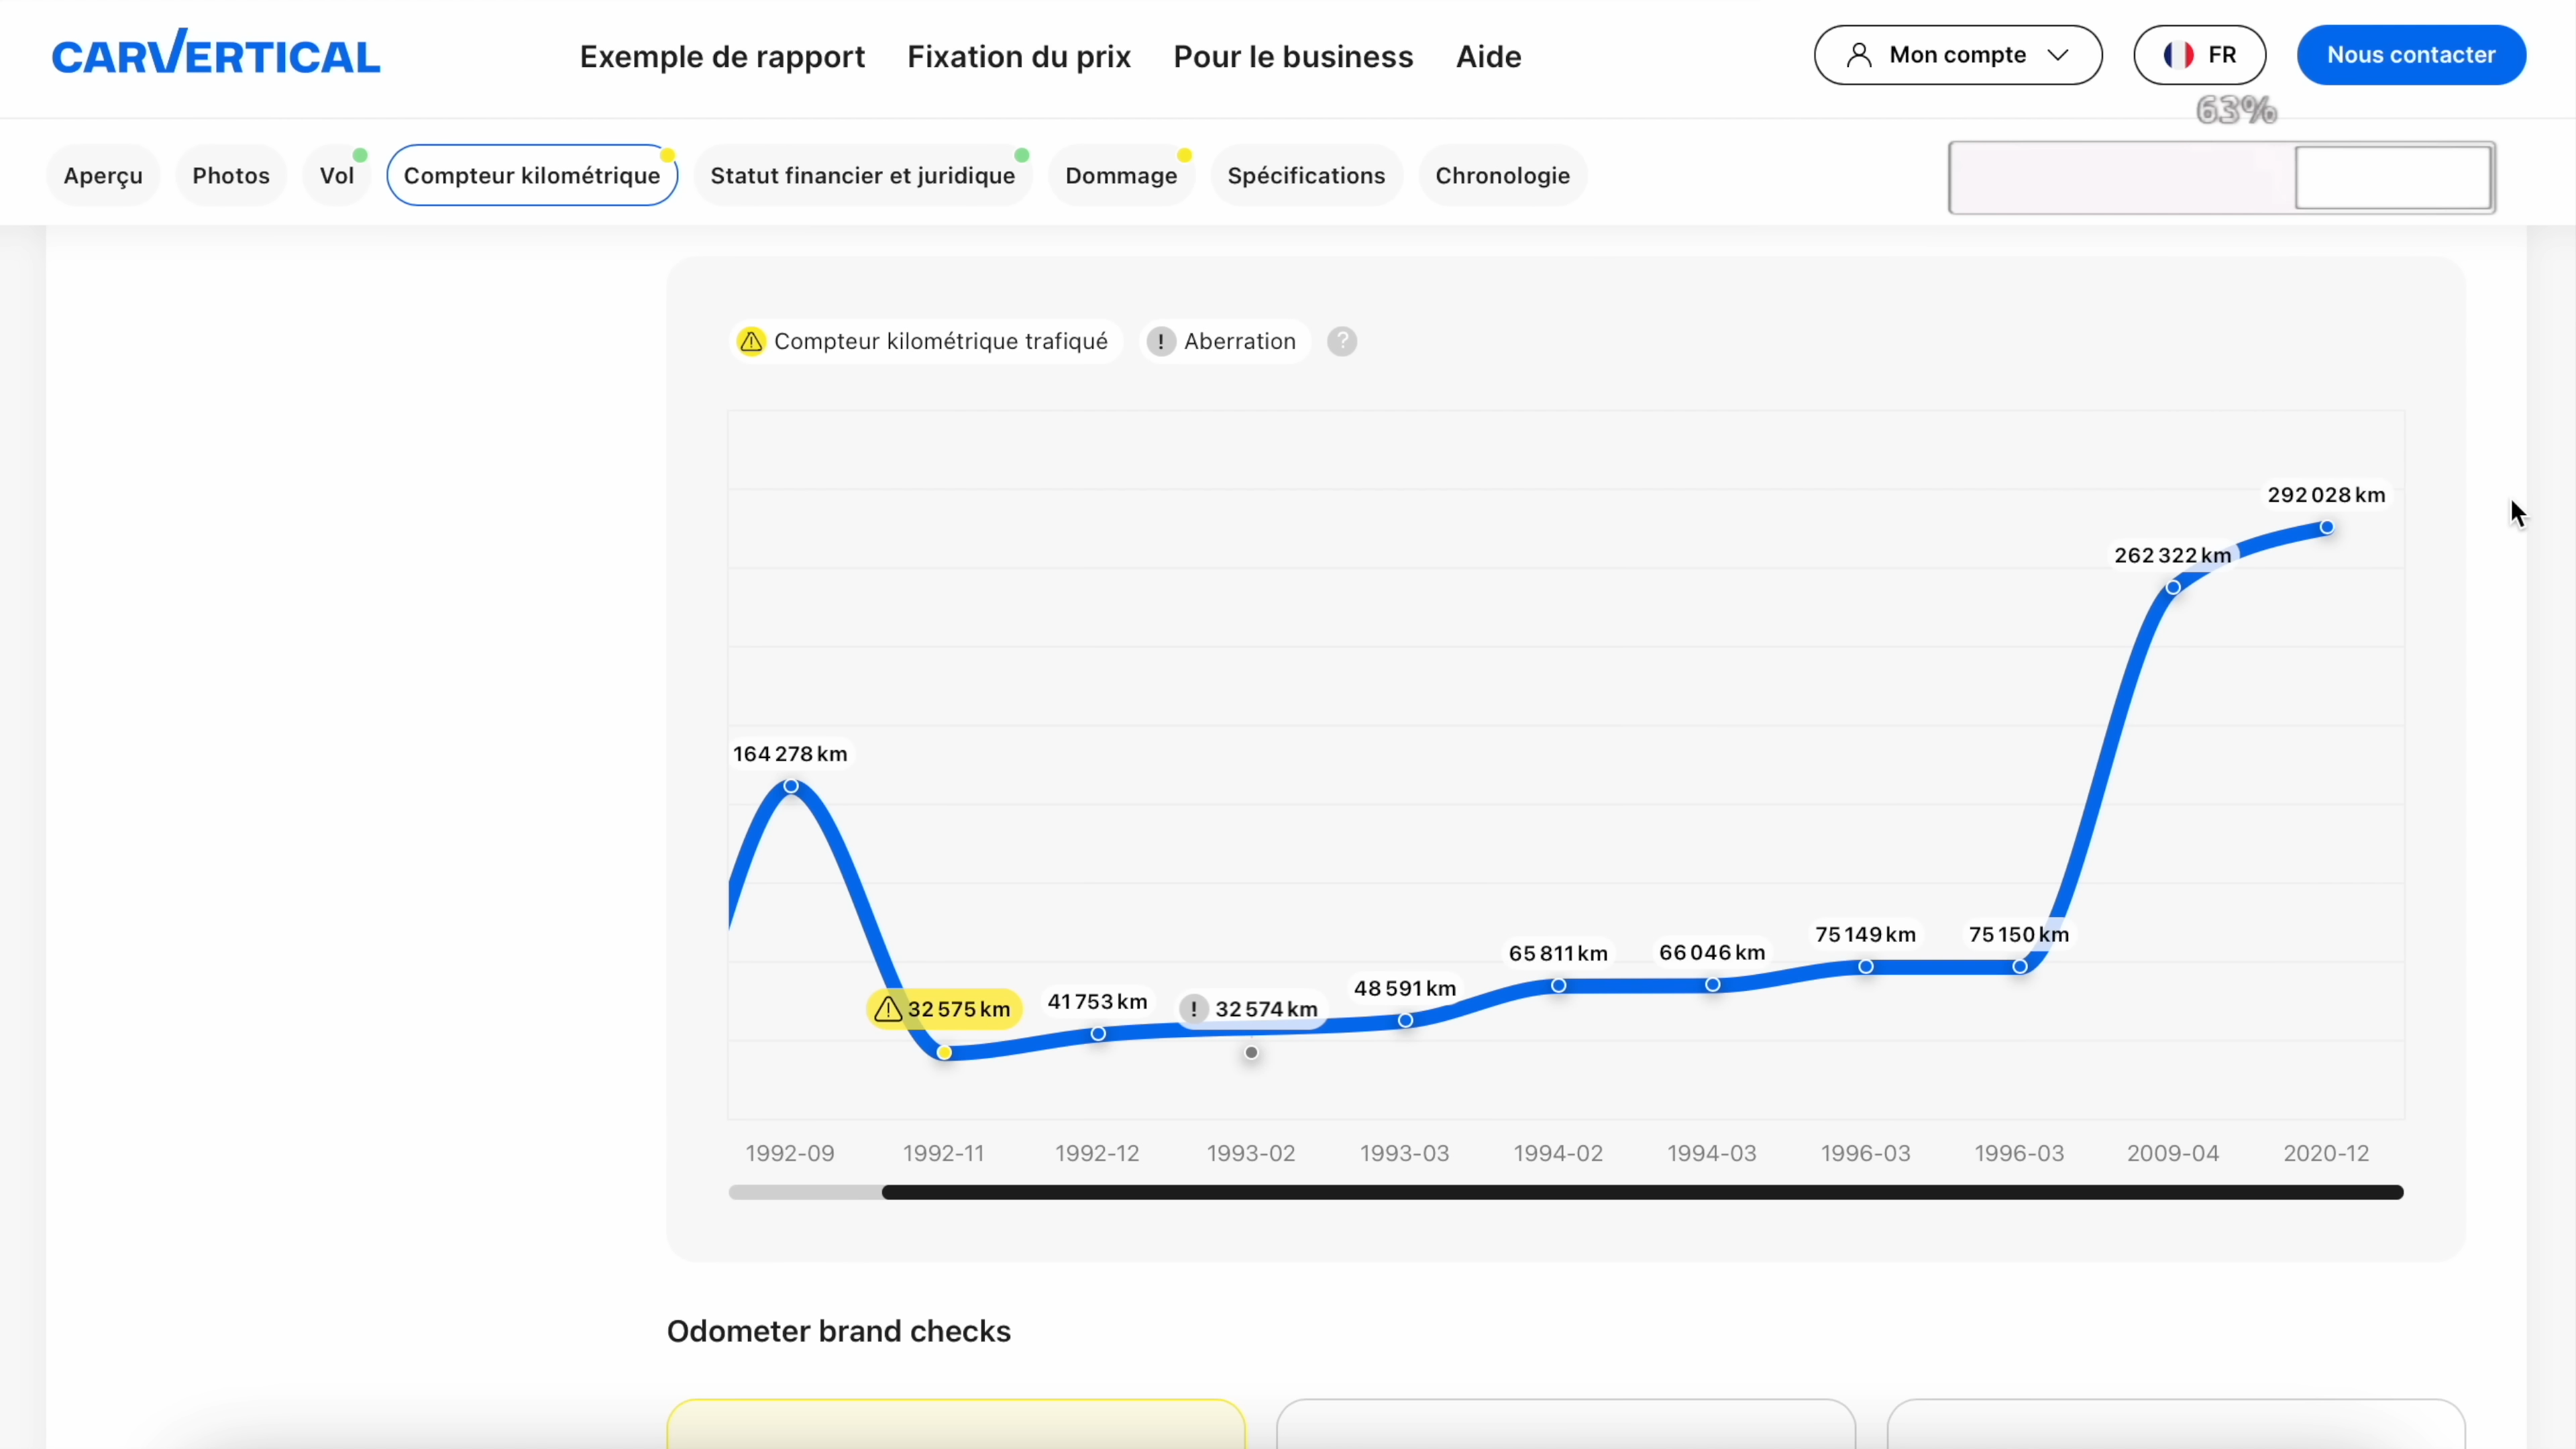 CARVERTICAL
Exemple de rapport Fixation du prix Pour le business Aide
Mon compte FR Nous contacter
63%
Aperçu Photos Vol Compteur kilométrique Statut financier et juridique Dommage Spécifications Chronologie
Compteur kilométrique trafiqué ! Aberration ?
292 028 km
262 322 km
164 278 km
75 149 km 75 150 km
65 811 km 66 046 km
48 591 km
32 575 km 41 753 km ! 32 574 km
1992-09 1992-11 1992-12 1993-02 1993-03 1994-02 1994-03 1996-03 1996-03 2009-04 2020-12
Odometer brand checks